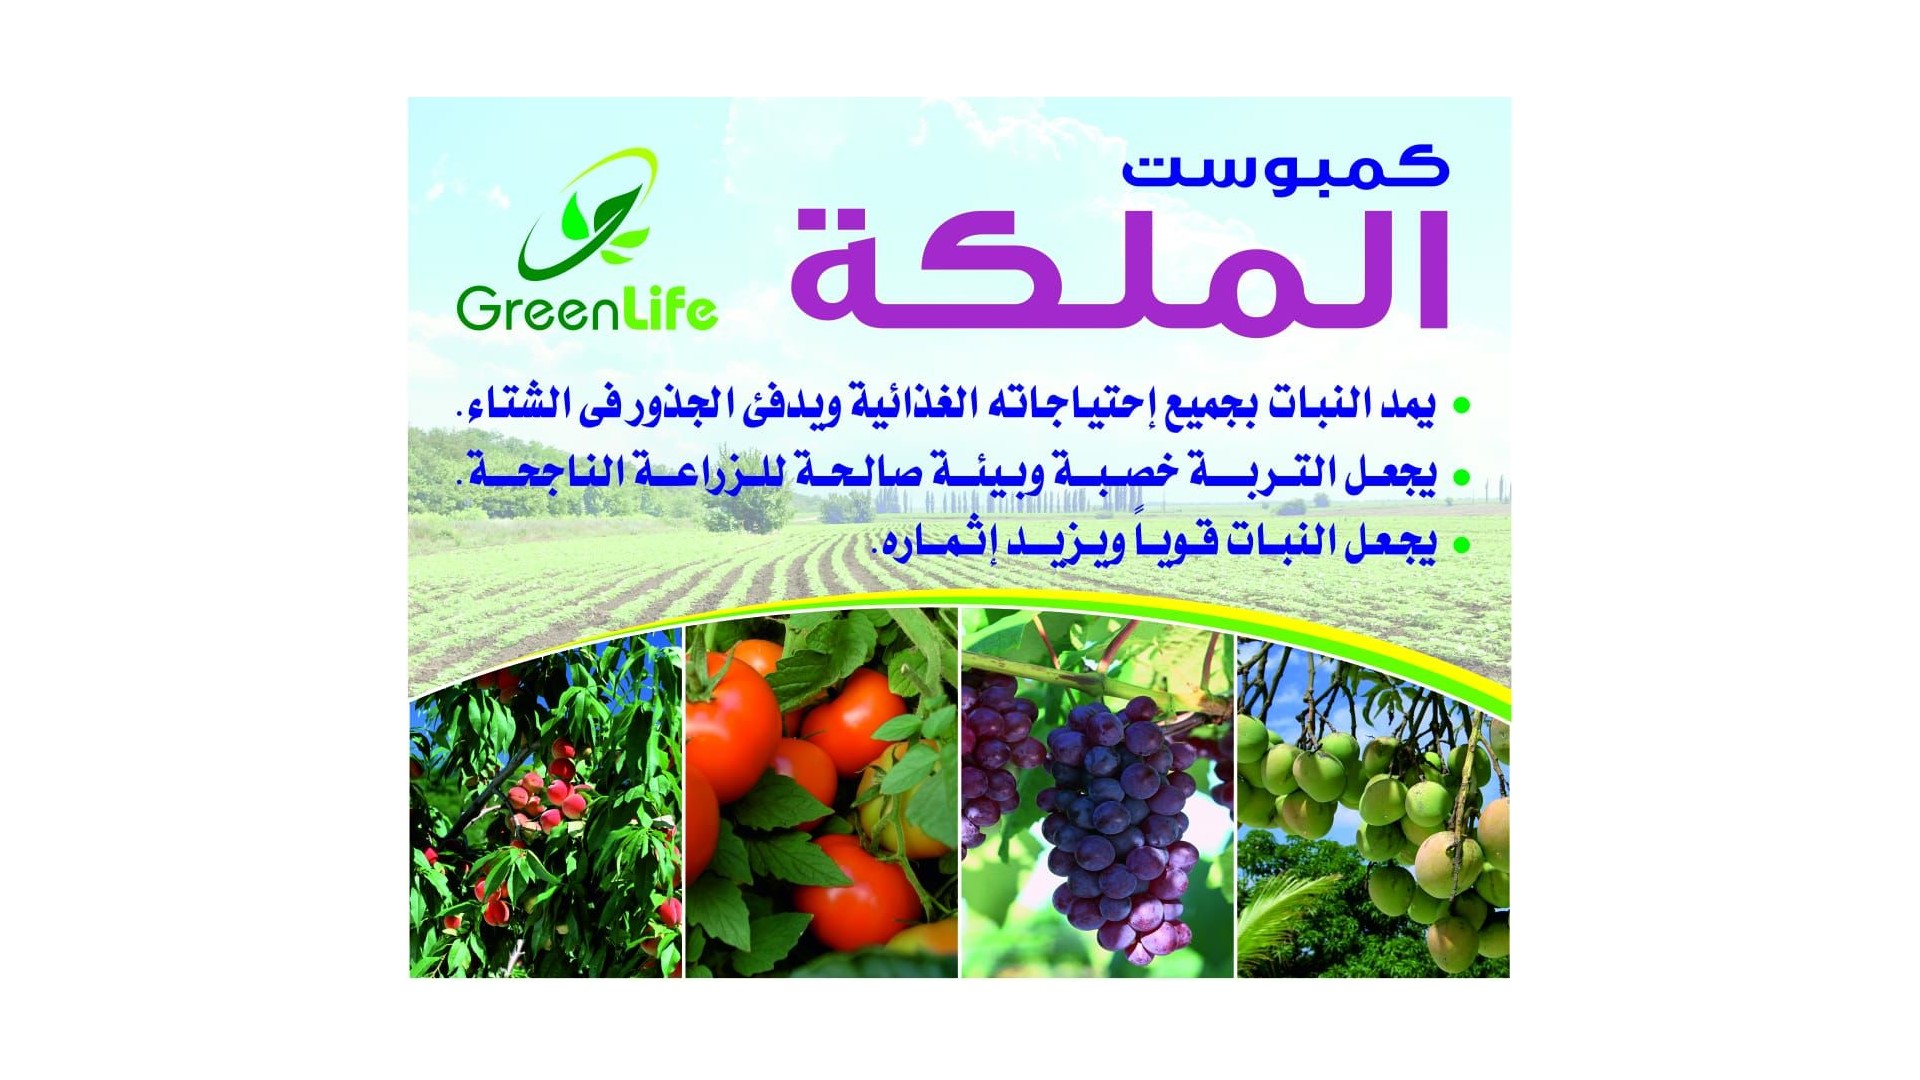 كمبوست
الملكة
GreenLife
• يمد النبات بجميع إحتياجاته الغذائية ويدفئ الجذور فى الشتاء.
• يجعل التربة خصبة وبيئة صالحة للزراعة الناجحة.
• يجعل النبات قوياً ويزيد إثماره.